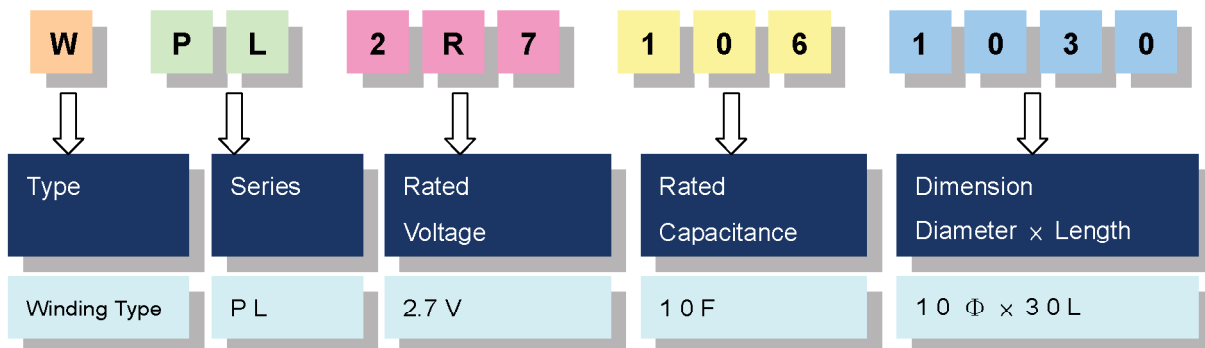 W P L 2 R 7 1 0 6 1 0 3 0
Type
Series
Rated
Voltage
Rated
Capacitance
Dimension
Diameter × Length
Winding Type
P L
2.7 V
1 0 F
1 0 Φ × 3 0 L